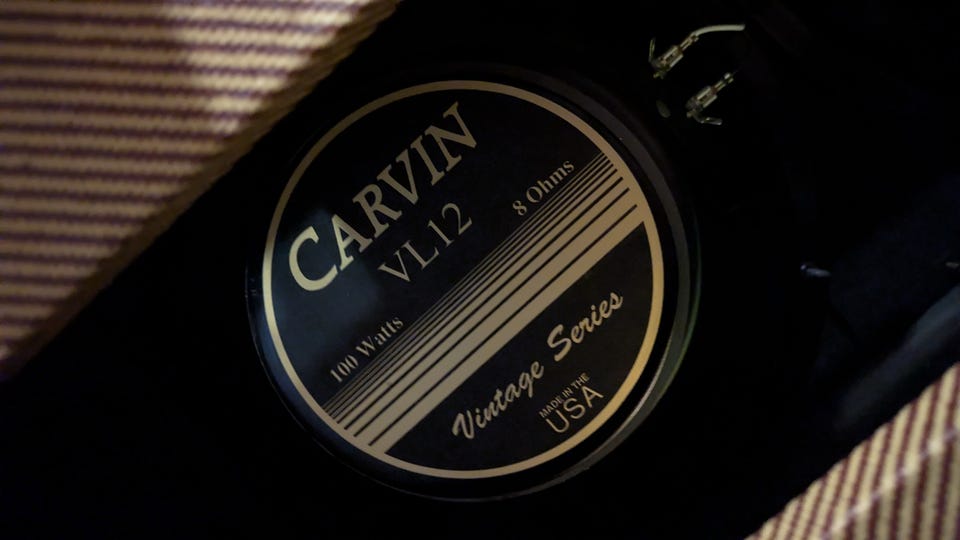 CARVIN
VL12
8 Ohms
100 Watts
Vintage Series
MADE IN THE
USA